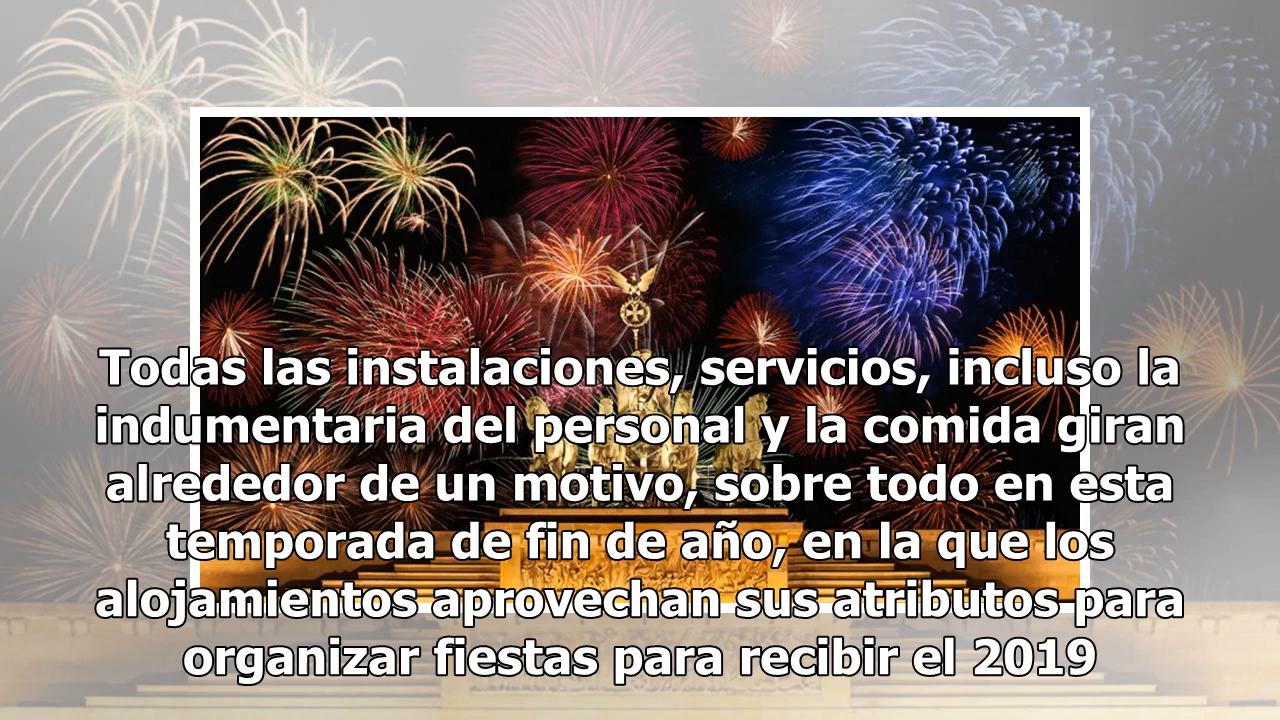 Todas las instalaciones, servicios, incluso la
indumentaria del personal y la comida giran
alrededor de un motivo, sobre todo en esta
temporada de fin de año, en la que los
alojamientos aprovechan sus atributos para
organizar fiestas para recibir el 2019